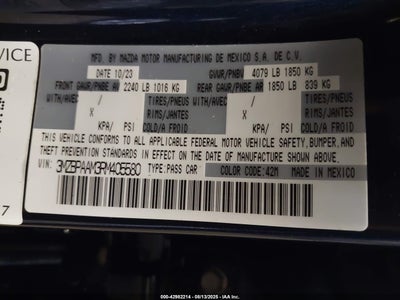 VICE
MFD. BY MAZDA MOTOR MANUFACTURING DE MEXICO S.A. DE C.V.
DATE 10/23 GVWR/PNBV 4079 LB 1850 KG
FRONT GAWR/PNBE AV 2240 LB 1016 KG REAR GAWR/PNBE AR 1850 LB 839 KG
WITH/AVEC / TIRES/PNEUS WITH/AVEC / TIRES/PNEUS
X RIMS/JANTES X RIMS/JANTES
KPA/ PSI COLD/A FROID KPA/ PSI COLD/A FROID
THIS VEHICLE CONFORMS TO ALL APPLICABLE FEDERAL MOTOR VEHICLE SAFETY, BUMPER, AND
THEFT PREVENTION STANDARDS IN EFFECT ON THE DATE OF MANUFACTURE SHOWN ABOVE.
VIN: 3MZBPAAM3RM405580 TYPE:PASS CAR COLOR CODE:42M MADE IN MEXICO
7
000-42982214 - 08/13/2025 - IAA Inc.